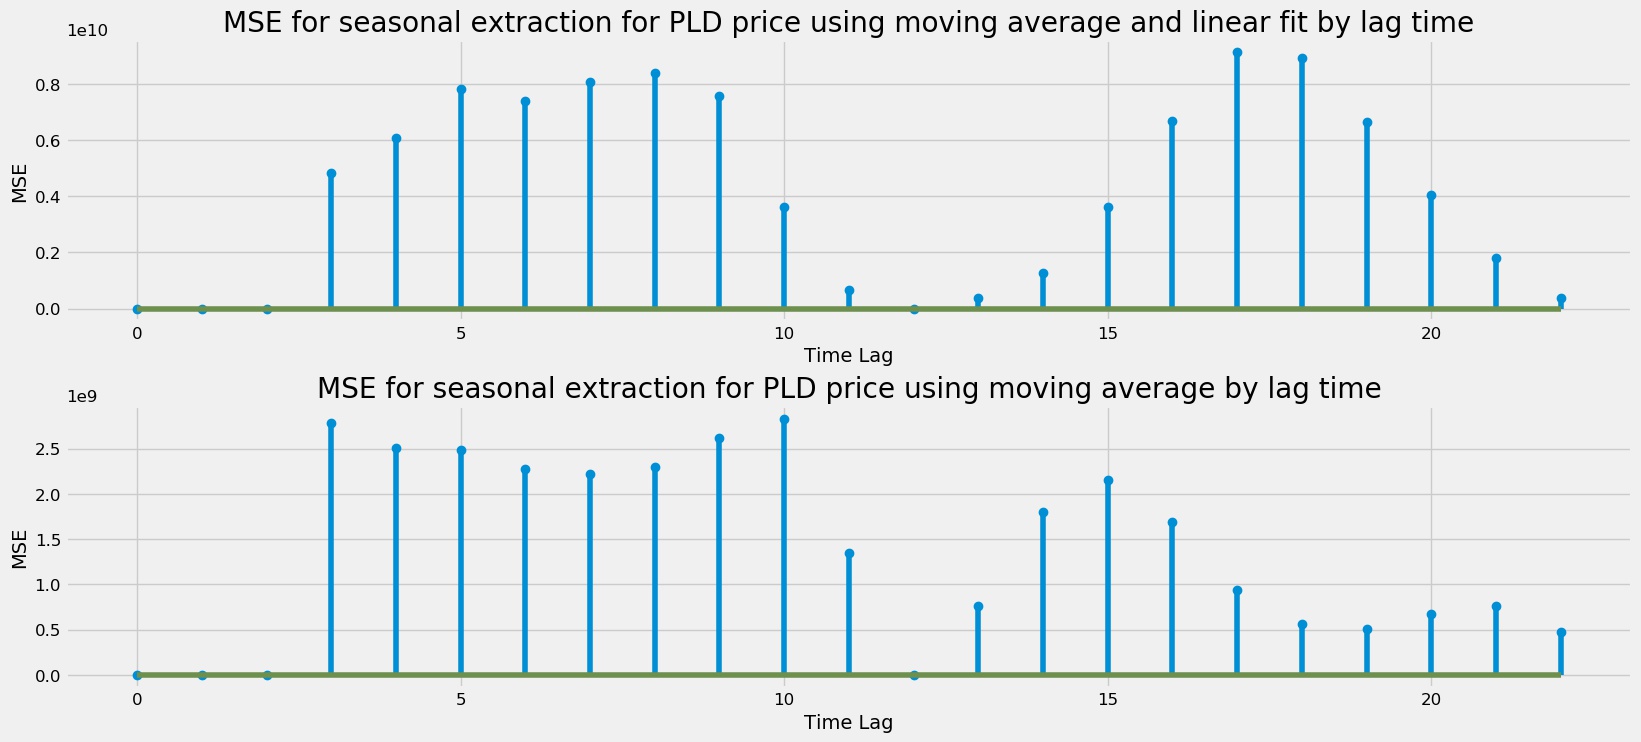 MSE for seasonal extraction for PLD price using moving average and linear fit by lag time
1e10
0.8
0.6
0.4
0.2
0.0
MSE
0 5 10 15 20
Time Lag
MSE for seasonal extraction for PLD price using moving average by lag time
1e9
2.5
2.0
1.5
1.0
0.5
0.0
MSE
0 5 10 15 20
Time Lag